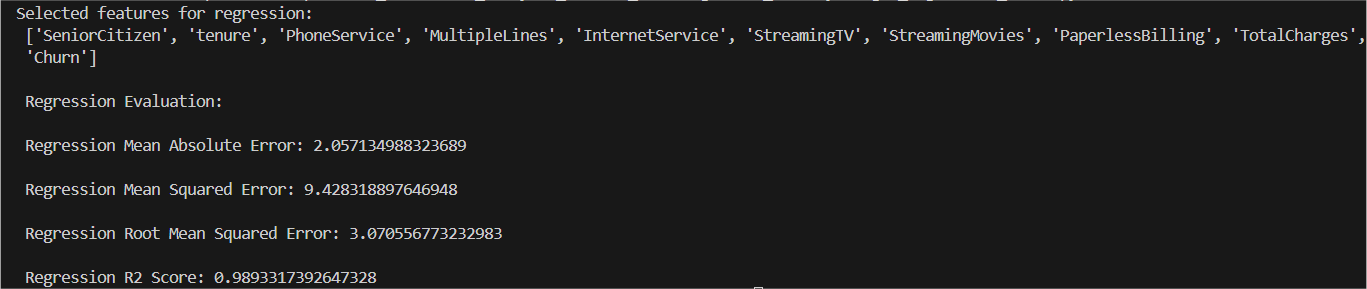 Selected features for regression:
['SeniorCitizen', 'tenure', 'PhoneService', 'MultipleLines', 'InternetService', 'StreamingTV', 'StreamingMovies', 'PaperlessBilling', 'TotalCharges',
'Churn']
Regression Evaluation:
Regression Mean Absolute Error: 2.057134988323689
Regression Mean Squared Error: 9.428318897646948
Regression Root Mean Squared Error: 3.070556773232983
Regression R2 Score: 0.9893317392647328